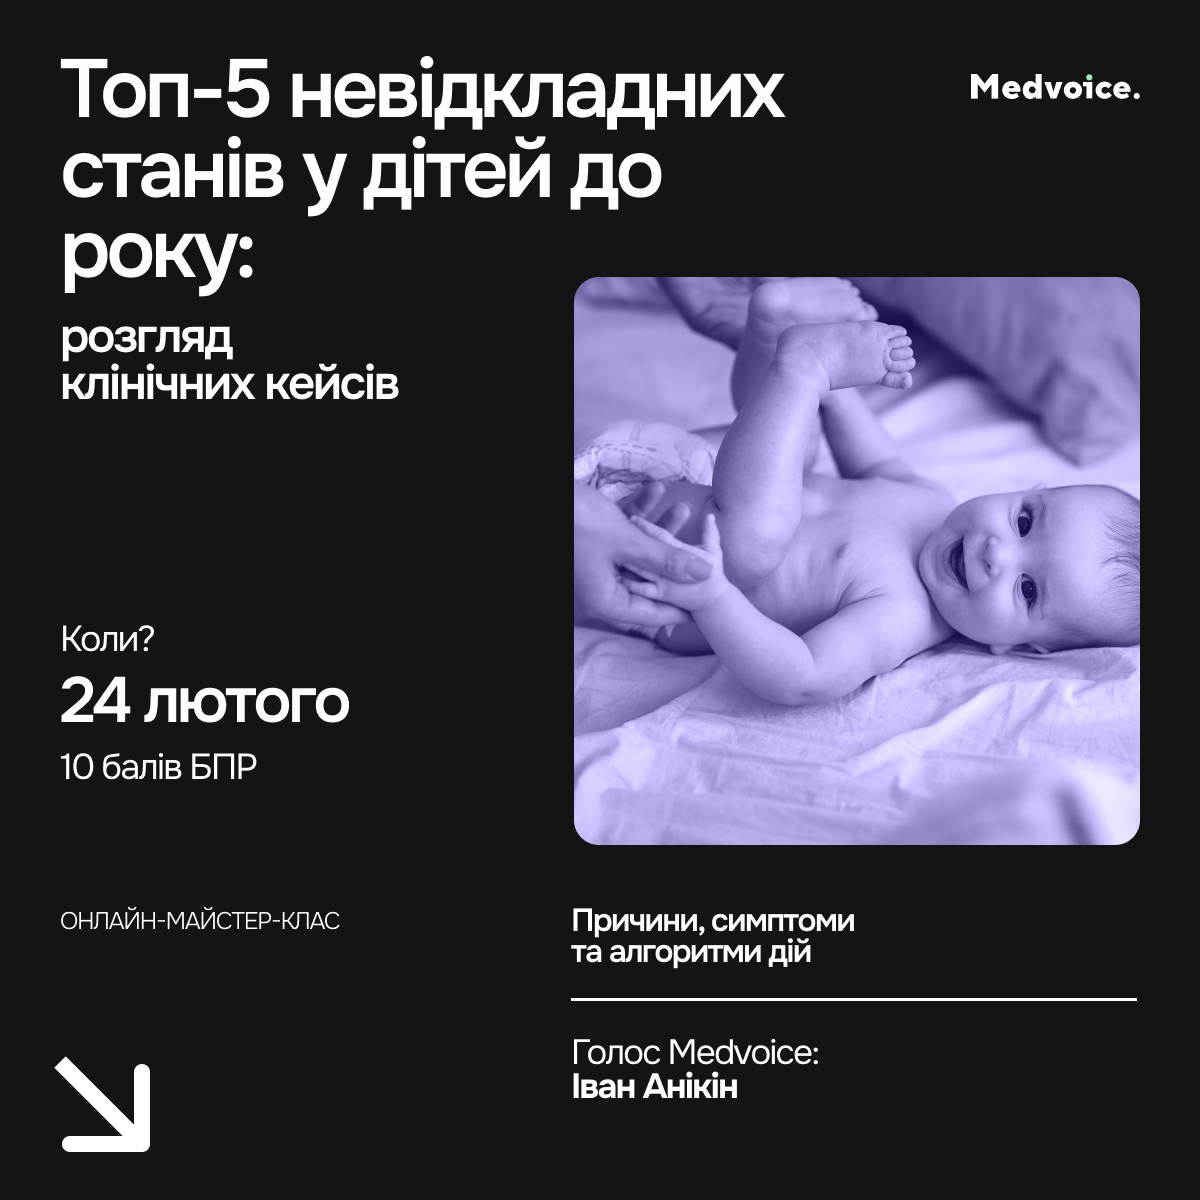 Топ-5 невідкладних
станів у дітей до
року:
Medvoice.
розгляд
клінічних кейсів
Коли?
24 лютого
10 балів БПР
ОНЛАЙН-МАЙСТЕР-КЛАС
Причини, симптоми
та алгоритми дій
Голос Medvoice:
Іван Анікін